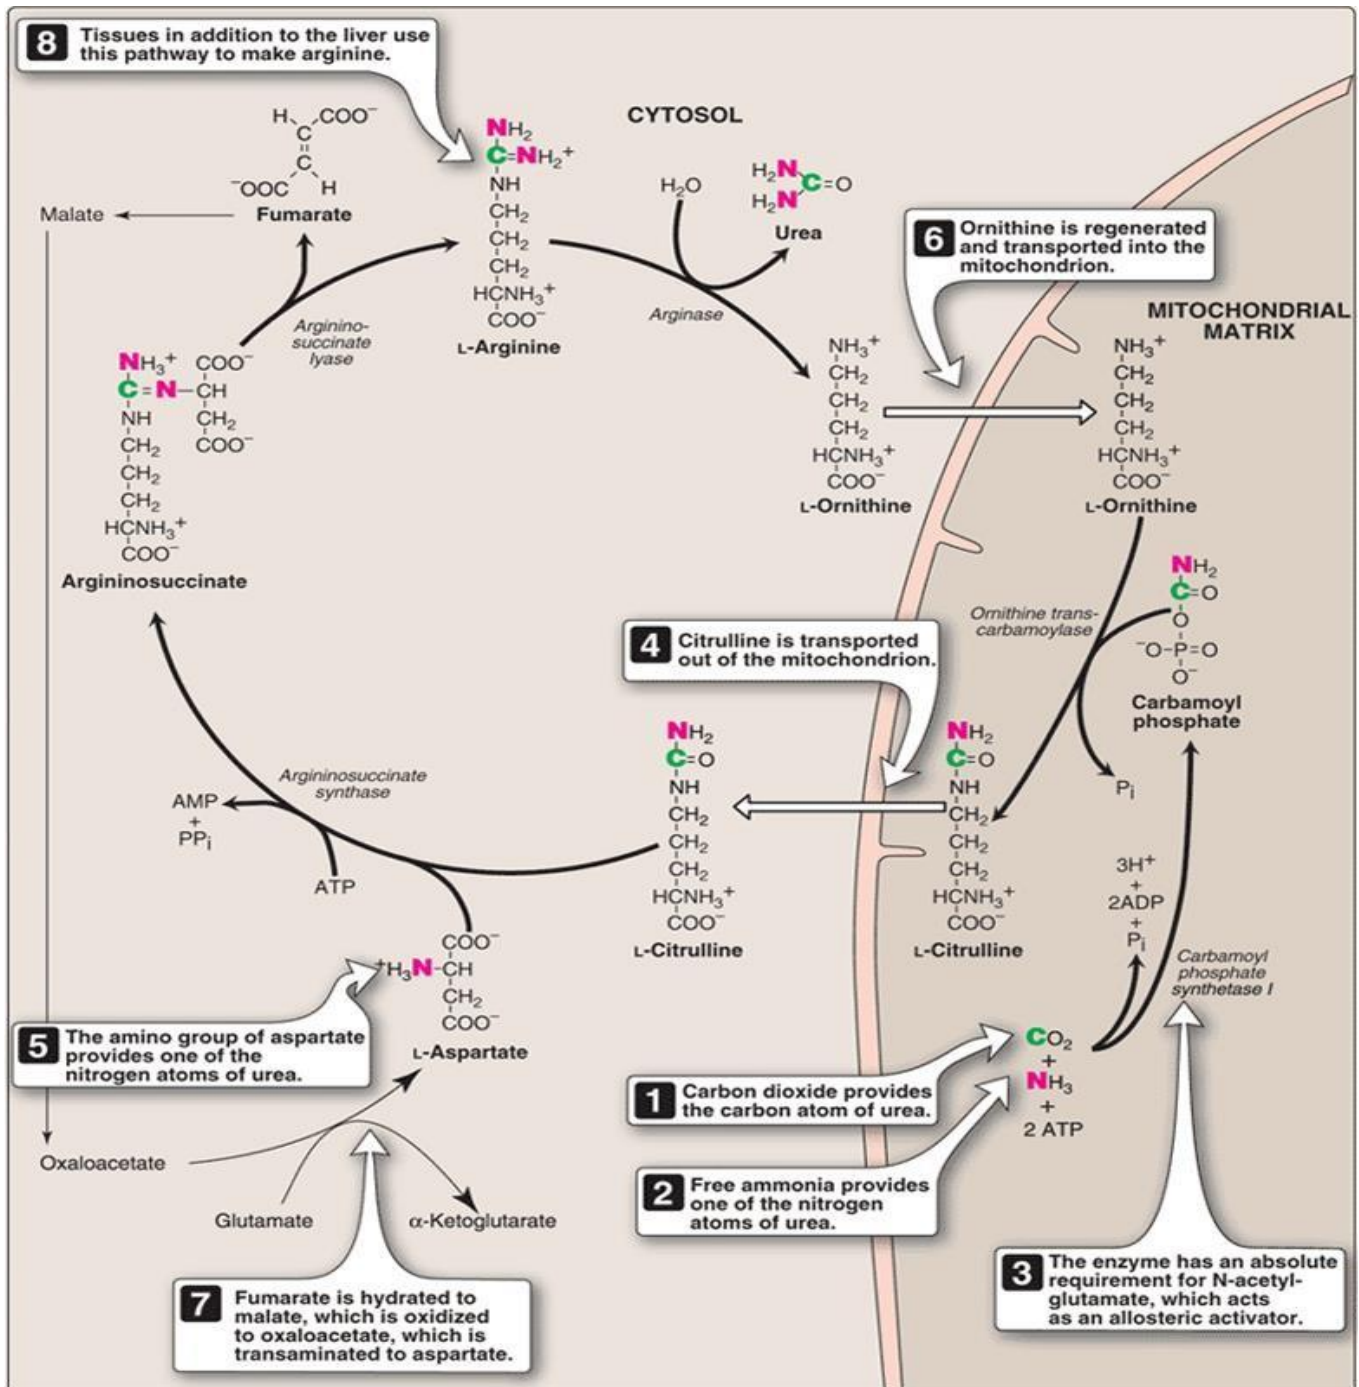 8 Tissues in addition to the liver use
this pathway to make arginine.
CYTOSOL
H COO⁻
C
C
⁻OOC H
Fumarate
Malate
NH₂
C=NH₂⁺
NH
CH₂
CH₂
CH₂
HCNH₃⁺
COO⁻
L-Arginine
H₂O
H₂N
C=O
H₂N
Urea
Arginase
6 Ornithine is regenerated
and transported into the
mitochondrion.
MITOCHONDRIAL
MATRIX
Arginino-
succinate
lyase
NH₃⁺ COO⁻
C=N-CH
NH CH₂
CH₂ COO⁻
CH₂
CH₂
HCNH₃⁺
COO⁻
Argininosuccinate
NH₃⁺
CH₂
CH₂
CH₂
HCNH₃⁺
COO⁻
L-Ornithine
NH₃⁺
CH₂
CH₂
CH₂
HCNH₃⁺
COO⁻
L-Ornithine
Ornithine trans-
carbamoylase
NH₂
C=O
O
⁻O-P=O
O⁻
Carbamoyl
phosphate
Pi
4 Citrulline is transported
out of the mitochondrion.
NH₂
C=O
NH
CH₂
CH₂
CH₂
HCNH₃⁺
COO⁻
L-Citrulline
NH₂
C=O
NH
CH₂
CH₂
CH₂
HCNH₃⁺
COO⁻
L-Citrulline
Argininosuccinate
synthase
AMP
+
PPi
ATP
3H⁺
+
2ADP
+
Pi
Carbamoyl
phosphate
synthetase I
COO⁻
⁺H₃N-CH
CH₂
COO⁻
L-Aspartate
5 The amino group of aspartate
provides one of the
nitrogen atoms of urea.
CO₂
+
NH₃
+
2 ATP
1 Carbon dioxide provides
the carbon atom of urea.
2 Free ammonia provides
one of the nitrogen
atoms of urea.
Oxaloacetate
Glutamate
α-Ketoglutarate
3 The enzyme has an absolute
requirement for N-acetyl-
glutamate, which acts
as an allosteric activator.
7 Fumarate is hydrated to
malate, which is oxidized
to oxaloacetate, which is
transaminated to aspartate.